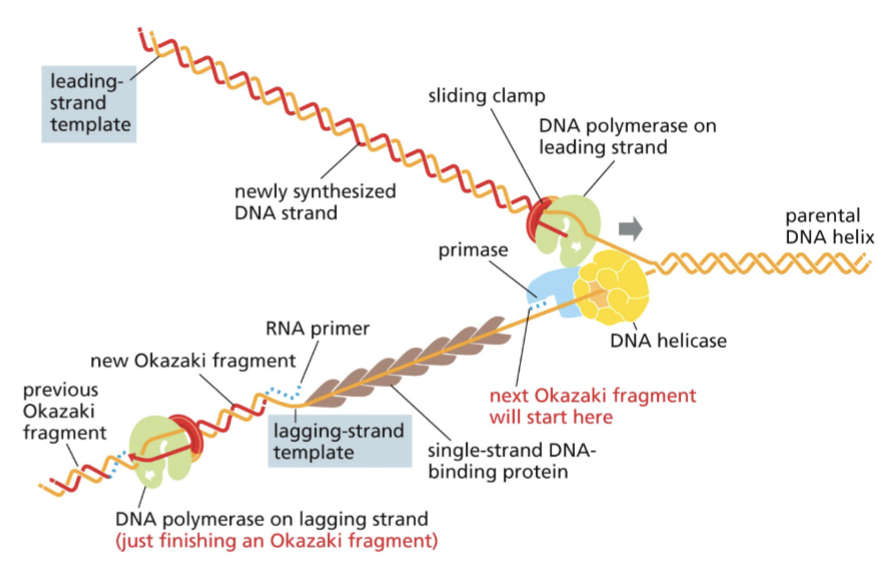 leading-
strand
template
sliding clamp
DNA polymerase on
leading strand
newly synthesized
DNA strand
parental
DNA helix
primase
DNA helicase
RNA primer
new Okazaki fragment
previous
Okazaki
fragment
next Okazaki fragment
will start here
lagging-strand
template
single-strand DNA-
binding protein
DNA polymerase on lagging strand
(just finishing an Okazaki fragment)